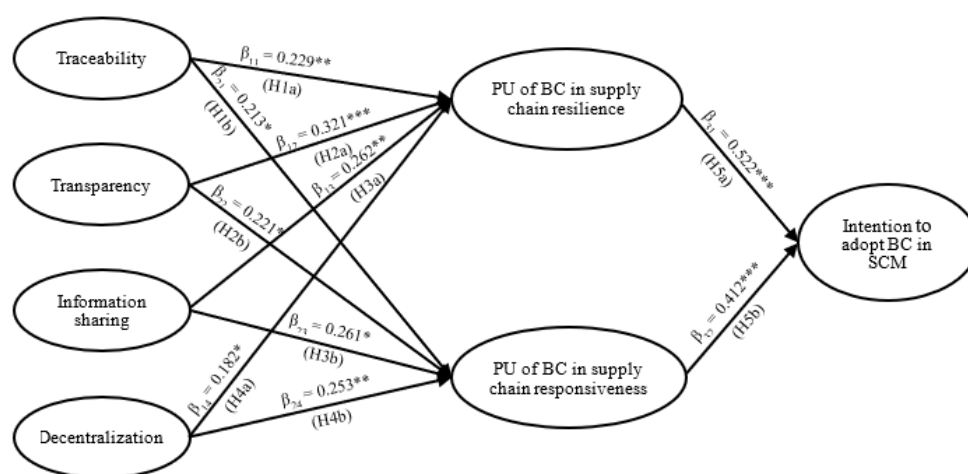 Traceability
β₁₁ = 0.229**
(H1a)
β₂₁ = 0.213*
(H1b)
β₁₂ = 0.321***
(H2a)
β₁₃ = 0.262**
(H3a)
PU of BC in supply
chain resilience
Transparency
β₂₂ = 0.221*
(H2b)
β₃₁ = 0.522***
(H5a)
Intention to
adopt BC in
SCM
Information
sharing
β₂₃ = 0.261*
(H3b)
β₃₂ = 0.412***
(H5b)
PU of BC in supply
chain responsiveness
β₁₄ = 0.182*
(H4a)
β₂₄ = 0.253**
(H4b)
Decentralization